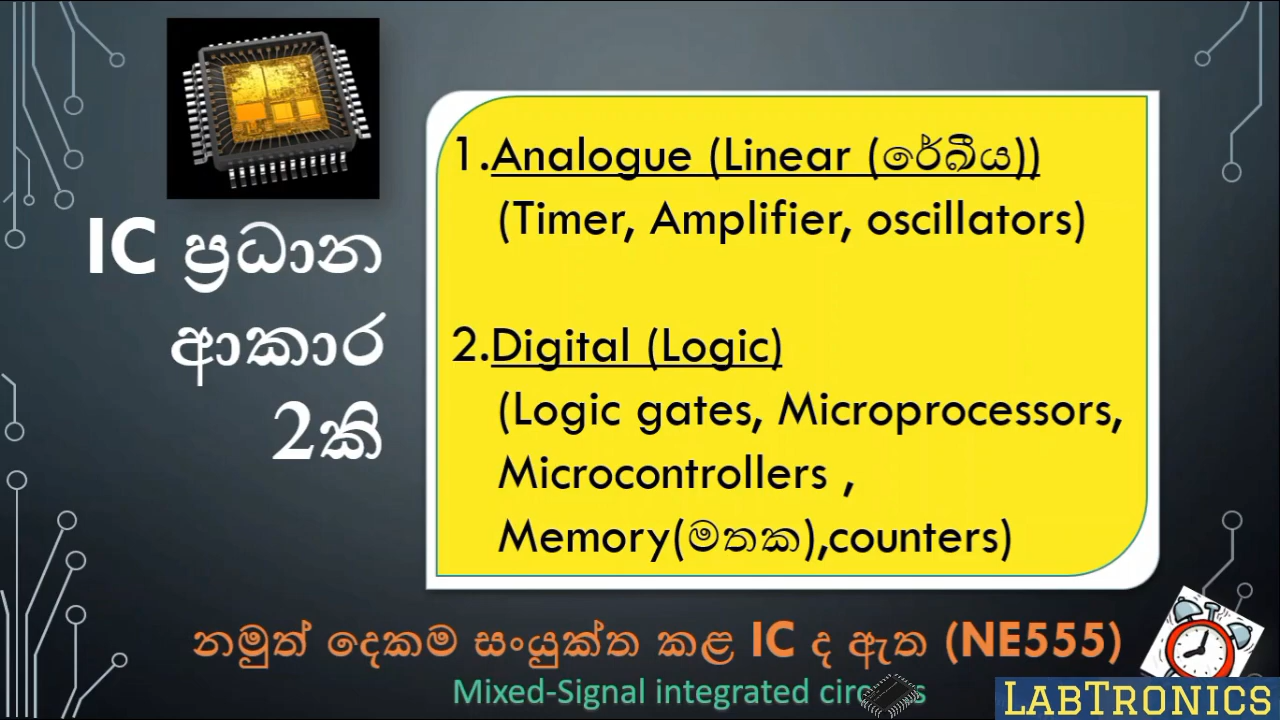 IC ප්‍රධාන
ආකාර
2කි
1.Analogue (Linear (රේඛීය))
(Timer, Amplifier, oscillators)
2.Digital (Logic)
(Logic gates, Microprocessors,
Microcontrollers ,
Memory(මතක),counters)
නමුත් දෙකම සංයුක්ත කළ IC ද ඇත (NE555)
Mixed-Signal integrated
LABTRONICS